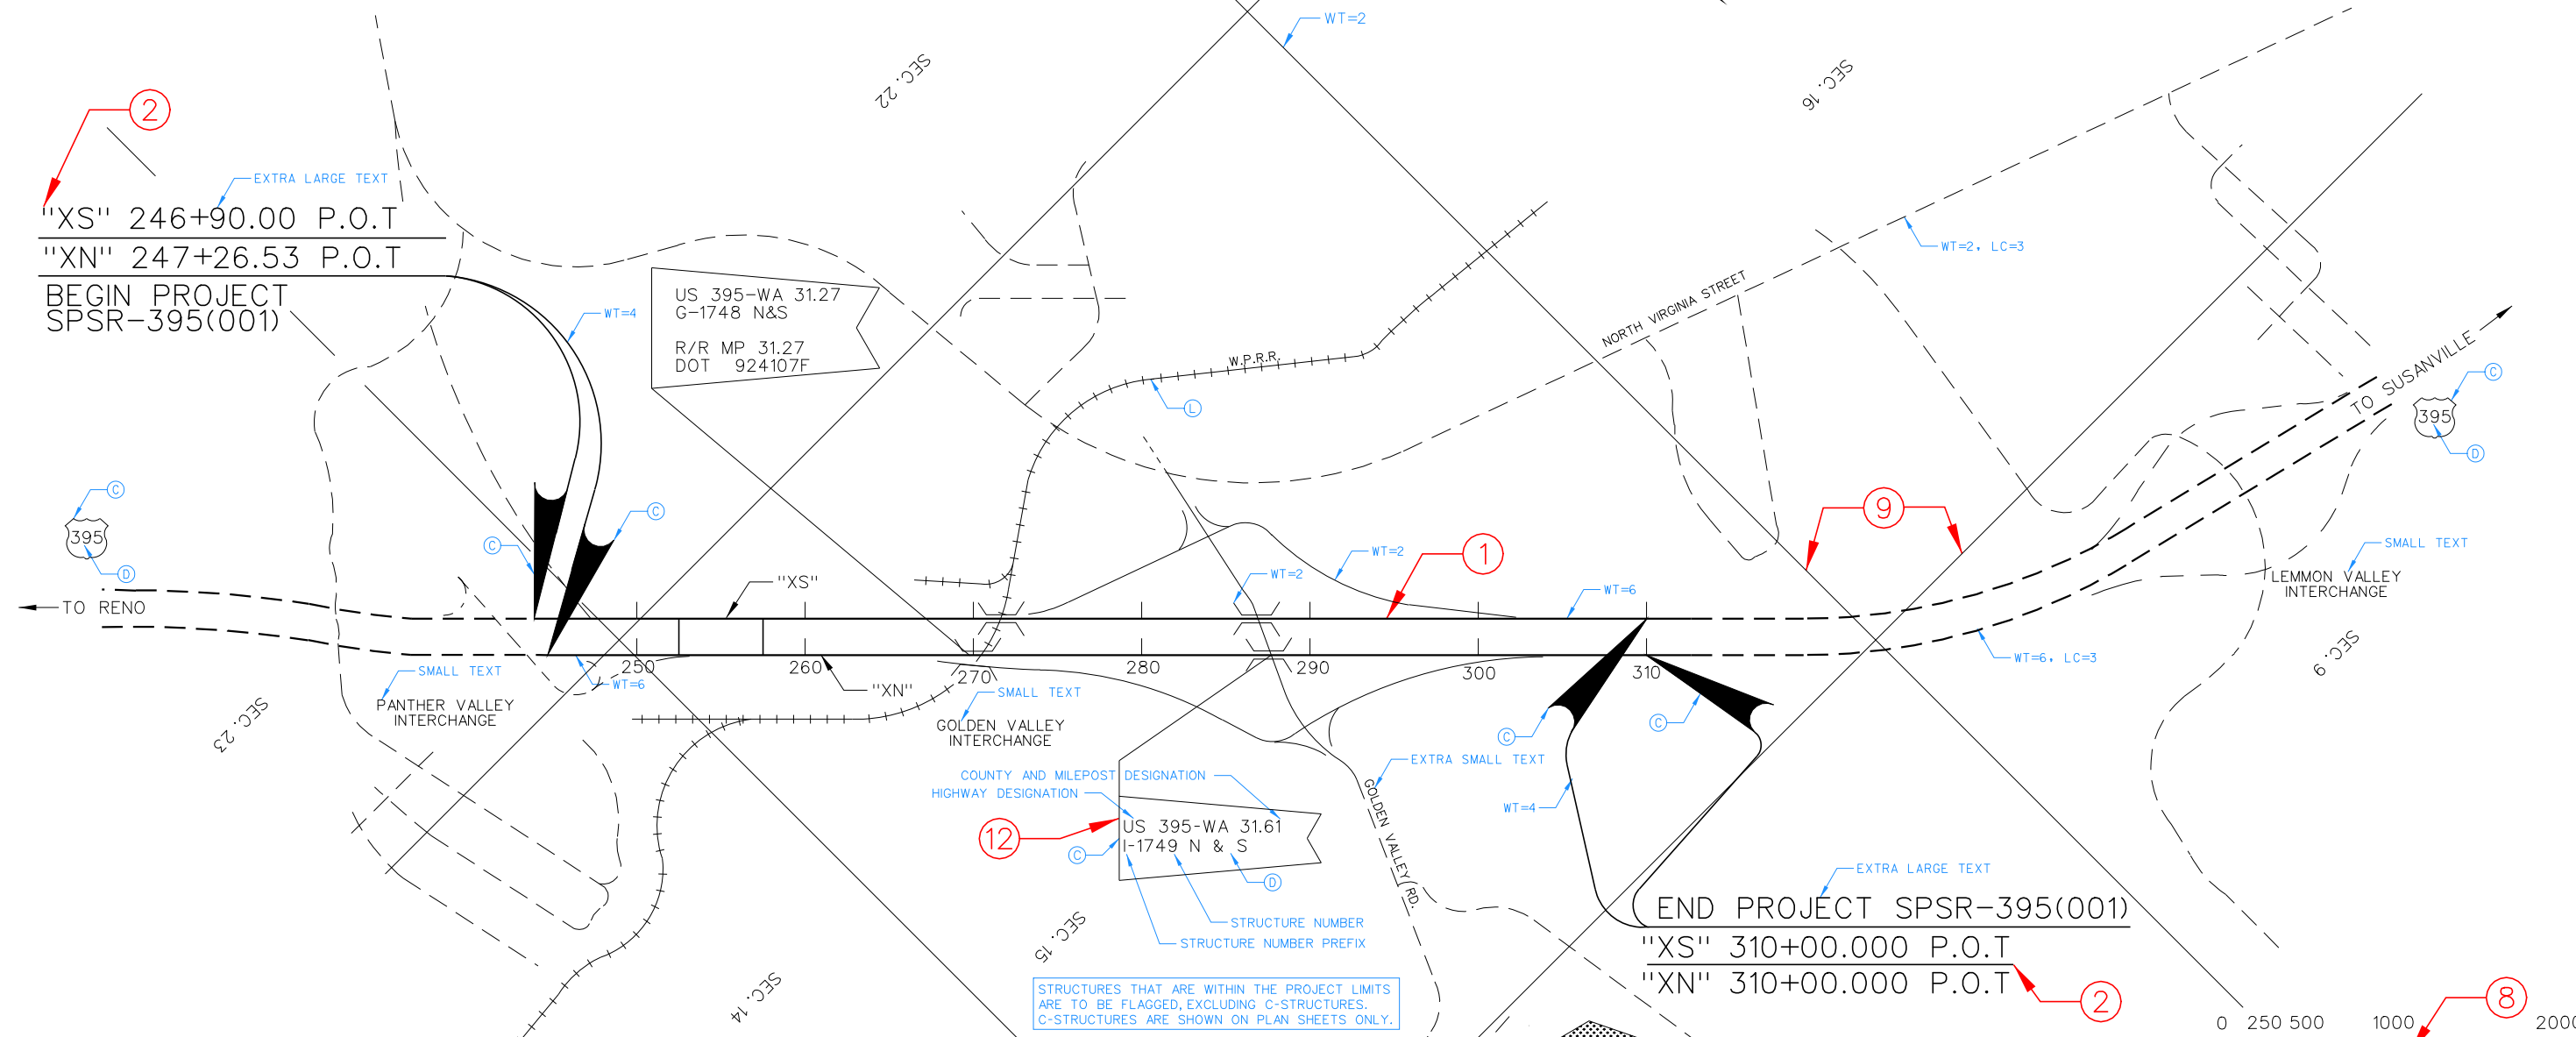 WT=2
SEC. 22
SEC. 16
2
EXTRA LARGE TEXT
"XS" 246+90.00 P.O.T
"XN" 247+26.53 P.O.T
BEGIN PROJECT
SPSR-395(001)
WT=4
US 395-WA 31.27
G-1748 N&S
R/R MP 31.27
DOT 924107F
W.P.R.R.
L
NORTH VIRGINIA STREET
WT=2, LC=3
TO SUSANVILLE
C
395
D
C
395
D
TO RENO
C
C
"XS"
WT=2
WT=2
1
WT=6
9
SMALL TEXT
LEMMON VALLEY
INTERCHANGE
SEC. 9
WT=6, LC=3
250
260
270
280
290
300
310
"XN"
WT=6
SMALL TEXT
PANTHER VALLEY
INTERCHANGE
SEC. 23
SMALL TEXT
GOLDEN VALLEY
INTERCHANGE
C
C
EXTRA SMALL TEXT
GOLDEN VALLEY RD.
WT=4
COUNTY AND MILEPOST DESIGNATION
HIGHWAY DESIGNATION
12
C
US 395-WA 31.61
I-1749 N & S
D
STRUCTURE NUMBER
STRUCTURE NUMBER PREFIX
SEC. 15
SEC. 14
STRUCTURES THAT ARE WITHIN THE PROJECT LIMITS
ARE TO BE FLAGGED, EXCLUDING C-STRUCTURES.
C-STRUCTURES ARE SHOWN ON PLAN SHEETS ONLY.
EXTRA LARGE TEXT
END PROJECT SPSR-395(001)
"XS" 310+00.000 P.O.T
"XN" 310+00.000 P.O.T
2
8
0 250 500 1000 2000